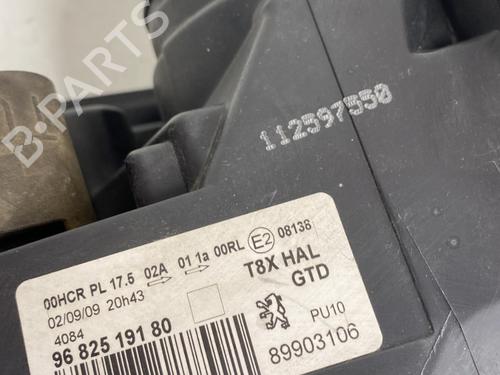 B-PARTS
112597550
00HCR PL 17.5 02A 01 1a 00RL E2 08138
02/09/09 20h43
T8X HAL
4084
GTD
96 825 191 80
PU10
89903106